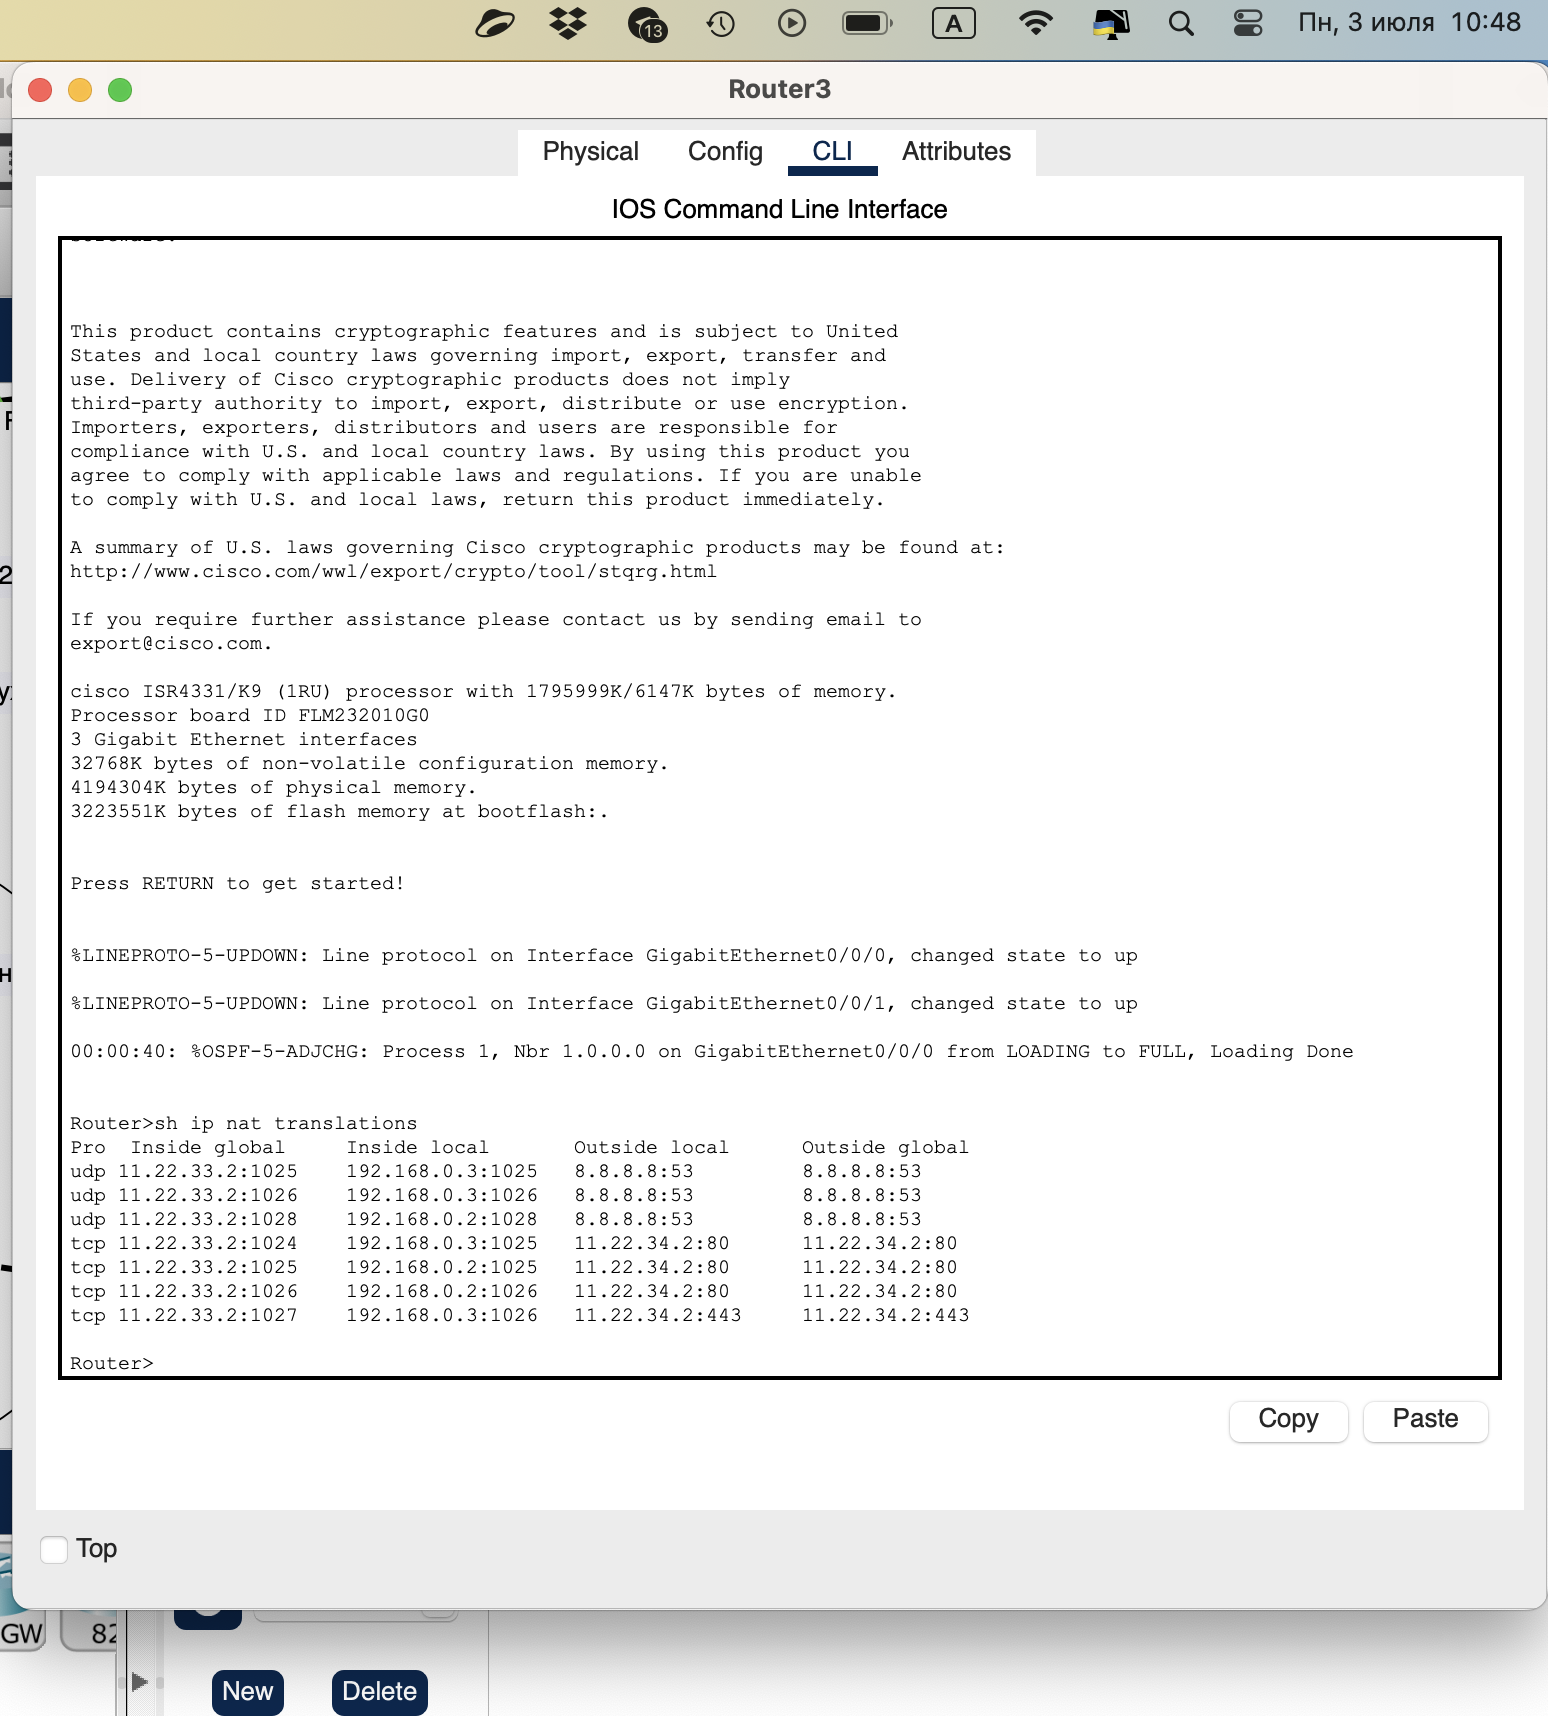 13
A
Пн, 3 июля 10:48
Router3
Physical Config CLI Attributes
IOS Command Line Interface
This product contains cryptographic features and is subject to United
States and local country laws governing import, export, transfer and
use. Delivery of Cisco cryptographic products does not imply
third-party authority to import, export, distribute or use encryption.
Importers, exporters, distributors and users are responsible for
compliance with U.S. and local country laws. By using this product you
agree to comply with applicable laws and regulations. If you are unable
to comply with U.S. and local laws, return this product immediately.
A summary of U.S. laws governing Cisco cryptographic products may be found at:
http://www.cisco.com/wwl/export/crypto/tool/stqrg.html
If you require further assistance please contact us by sending email to
export@cisco.com.
cisco ISR4331/K9 (1RU) processor with 1795999K/6147K bytes of memory.
Processor board ID FLM232010G0
3 Gigabit Ethernet interfaces
32768K bytes of non-volatile configuration memory.
4194304K bytes of physical memory.
3223551K bytes of flash memory at bootflash:.
Press RETURN to get started!
%LINEPROTO-5-UPDOWN: Line protocol on Interface GigabitEthernet0/0/0, changed state to up
%LINEPROTO-5-UPDOWN: Line protocol on Interface GigabitEthernet0/0/1, changed state to up
00:00:40: %OSPF-5-ADJCHG: Process 1, Nbr 1.0.0.0 on GigabitEthernet0/0/0 from LOADING to FULL, Loading Done
Router>sh ip nat translations
Pro Inside global Inside local Outside local Outside global
udp 11.22.33.2:1025 192.168.0.3:1025 8.8.8.8:53 8.8.8.8:53
udp 11.22.33.2:1026 192.168.0.3:1026 8.8.8.8:53 8.8.8.8:53
udp 11.22.33.2:1028 192.168.0.2:1028 8.8.8.8:53 8.8.8.8:53
tcp 11.22.33.2:1024 192.168.0.3:1025 11.22.34.2:80 11.22.34.2:80
tcp 11.22.33.2:1025 192.168.0.2:1025 11.22.34.2:80 11.22.34.2:80
tcp 11.22.33.2:1026 192.168.0.2:1026 11.22.34.2:80 11.22.34.2:80
tcp 11.22.33.2:1027 192.168.0.3:1026 11.22.34.2:443 11.22.34.2:443
Router>
Copy Paste
Top
GW 82
New Delete